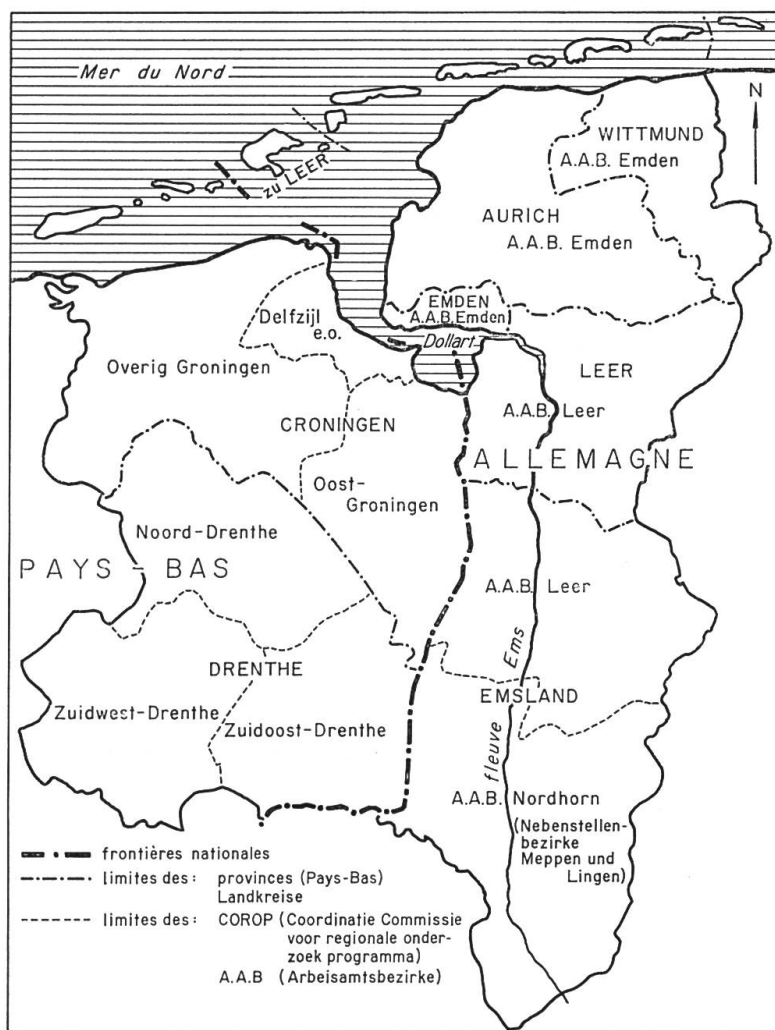 Mer du Nord
N
WITTMUND
A.A.B. Emden
zu LEER
AURICH
A.A.B. Emden
EMDEN
A.A.B. Emden
Delfzijl
e.o.
Dollart
Overig Groningen
LEER
A.A.B. Leer
CRONINGEN
ALLEMAGNE
Oost-
Groningen
Noord-Drenthe
PAYS-BAS
A.A.B. Leer
Ems
DRENTHE
EMSLAND
Zuidwest-Drenthe
Zuidoost-Drenthe
fleuve
A.A.B. Nordhorn
(Nebenstellen-
bezirke
Meppen und
Lingen)
frontières nationales
limites des: provinces (Pays-Bas)
Landkreise
limites des: COROP (Coordinatie Commissie
voor regionale onder-
zoek programma)
A.A.B (Arbeisamtsbezirke)